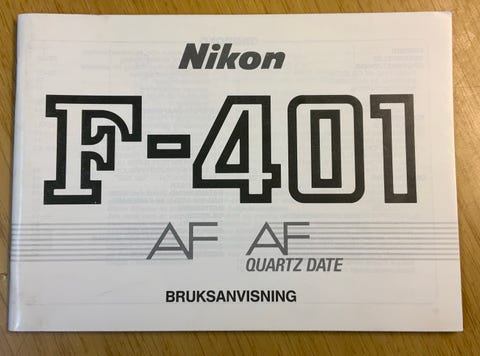 Nikon
F-401
AF AF
QUARTZ DATE
BRUKSANVISNING